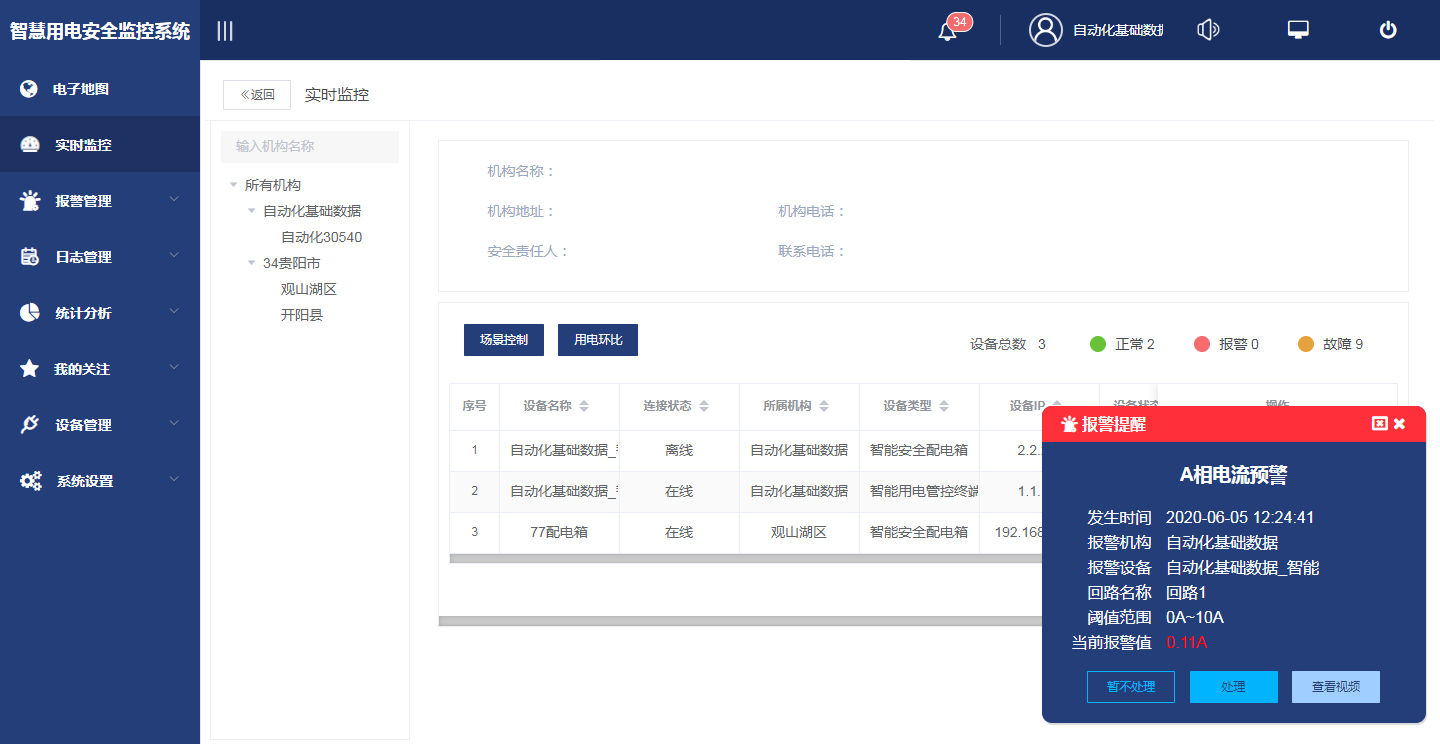 智慧用电安全监控系统
34
自动化基础数据
电子地图
实时监控
报警管理
日志管理
统计分析
我的关注
设备管理
系统设置
返回
实时监控
输入机构名称
所有机构
自动化基础数据
自动化30540
34贵阳市
观山湖区
开阳县
机构名称：
机构地址：
机构电话：
安全责任人：
联系电话：
场景控制
用电环比
设备总数 3
正常 2
报警 0
故障 9
序号 设备名称 连接状态 所属机构 设备类型 设备IP 设备状态 操作
1 自动化基础数据_ 离线 自动化基础数据 智能安全配电箱 2.2.
2 自动化基础数据_ 在线 自动化基础数据 智能用电管控终端 1.1.
3 77配电箱 在线 观山湖区 智能安全配电箱 192.168
报警提醒
A相电流预警
发生时间 2020-06-05 12:24:41
报警机构 自动化基础数据
报警设备 自动化基础数据_智能
回路名称 回路1
阈值范围 0A~10A
当前报警值 0.11A
暂不处理
处理
查看视频